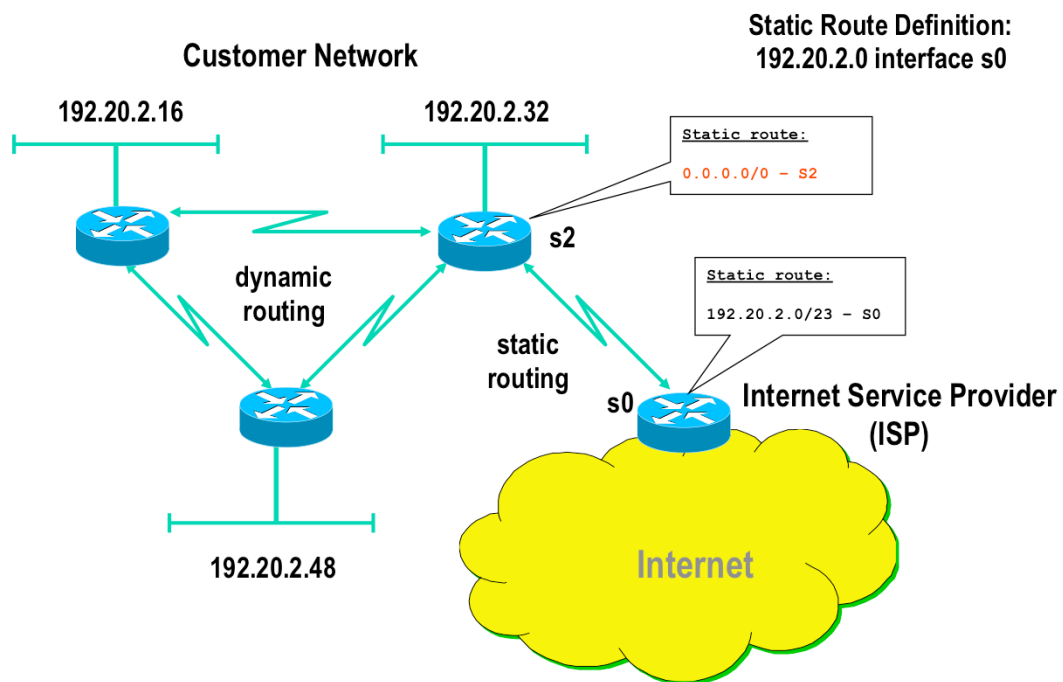 Static Route Definition:
192.20.2.0 interface s0
Customer Network
192.20.2.16
192.20.2.32
Static route:
0.0.0.0/0 – S2
s2
dynamic
routing
Static route:
192.20.2.0/23 – S0
static
routing
s0
Internet Service Provider
(ISP)
192.20.2.48
Internet